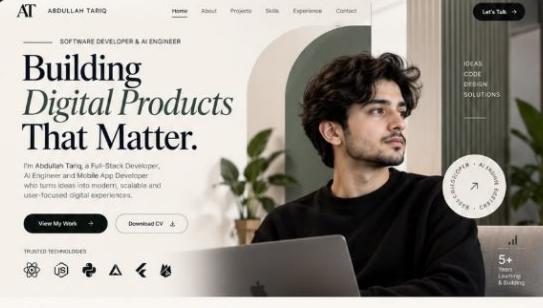 AT
ABDULLAH TARIQ
Home About Projects Skills Experience Contact
Let's Talk →
SOFTWARE DEVELOPER & AI ENGINEER
Building
Digital Products
That Matter.
I'm Abdullah Tariq, a Full-Stack Developer,
AI Engineer and Mobile App Developer
who turns ideas into modern, scalable and
user-focused digital experiences.
View My Work →
Download CV
TRUSTED TECHNOLOGIES
JS
IDEAS
CODE
DESIGN
SOLUTIONS
5+
Years
Learning
& Building